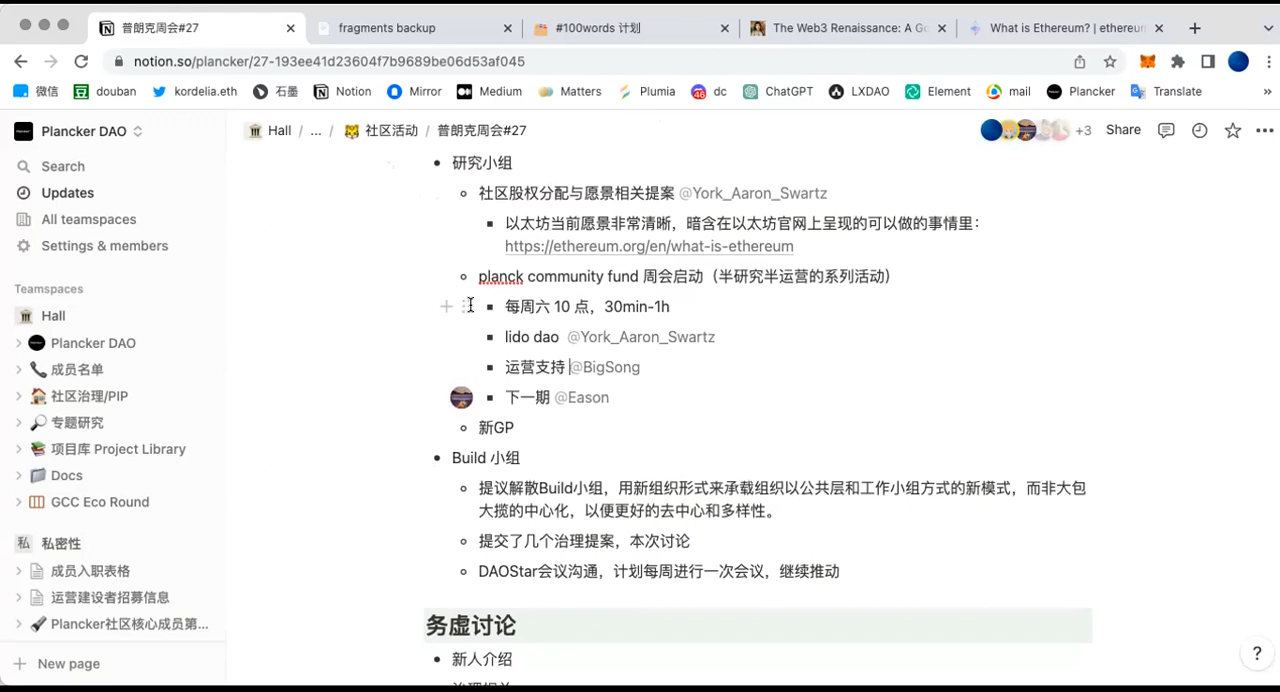 普朗克周会#27
fragments backup
#100words 计划
The Web3 Renaissance: A Go
What is Ethereum? | ethereum
notion.so/plancker/27-193ee41d23604f7b9689be06d53af045
微信
douban
kordelia.eth
石墨
Notion
Mirror
Medium
Matters
Plumia
dc
ChatGPT
LXDAO
Element
mail
Plancker
Translate
»
Plancker DAO
Hall / ... / 社区活动 / 普朗克周会#27
+3
Share
Search
Updates
All teamspaces
Settings & members
Teamspaces
Hall
Plancker DAO
成员名单
社区治理/PIP
专题研究
项目库 Project Library
Docs
GCC Eco Round
私 私密性
成员入职表格
运营建设者招募信息
Plancker社区核心成员第...
New page
研究小组
社区股权分配与愿景相关提案 @York_Aaron_Swartz
以太坊当前愿景非常清晰，暗含在以太坊官网上呈现的可以做的事情里：
https://ethereum.org/en/what-is-ethereum
planck community fund 周会启动（半研究半运营的系列活动）
每周六 10 点，30min-1h
lido dao @York_Aaron_Swartz
运营支持 @BigSong
下一期 @Eason
新GP
Build 小组
提议解散Build小组，用新组织形式来承载组织以公共层和工作小组方式的新模式，而非大包
大揽的中心化，以便更好的去中心和多样性。
提交了几个治理提案，本次讨论
DAOStar会议沟通，计划每周进行一次会议，继续推动
务虚讨论
新人介绍
?